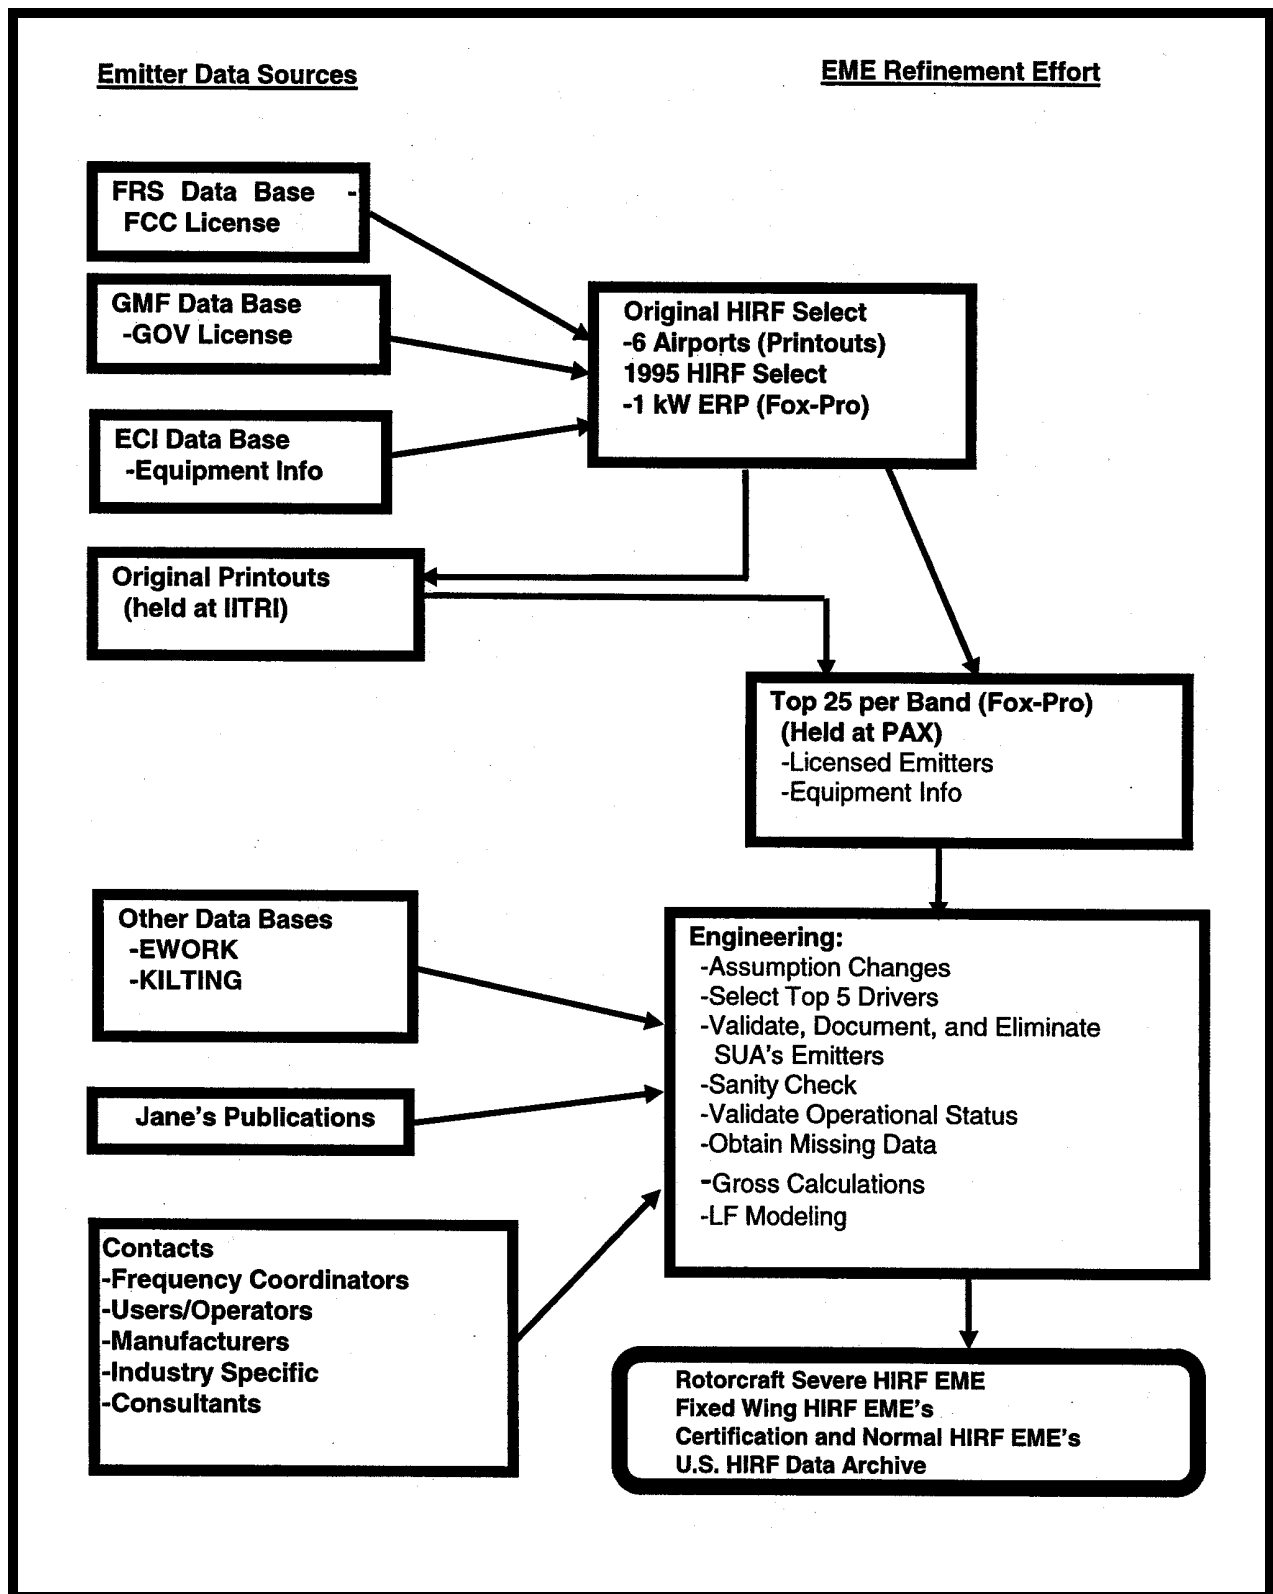 Emitter Data Sources
EME Refinement Effort
FRS Data Base -
FCC License
GMF Data Base
-GOV License
ECI Data Base
-Equipment Info
Original HIRF Select
-6 Airports (Printouts)
1995 HIRF Select
-1 kW ERP (Fox-Pro)
Original Printouts
(held at IITRI)
Top 25 per Band (Fox-Pro)
(Held at PAX)
-Licensed Emitters
-Equipment Info
Other Data Bases
-EWORK
-KILTING
Jane's Publications
Contacts
-Frequency Coordinators
-Users/Operators
-Manufacturers
-Industry Specific
-Consultants
Engineering:
-Assumption Changes
-Select Top 5 Drivers
-Validate, Document, and Eliminate
SUA's Emitters
-Sanity Check
-Validate Operational Status
-Obtain Missing Data
-Gross Calculations
-LF Modeling
Rotorcraft Severe HIRF EME
Fixed Wing HIRF EME's
Certification and Normal HIRF EME's
U.S. HIRF Data Archive